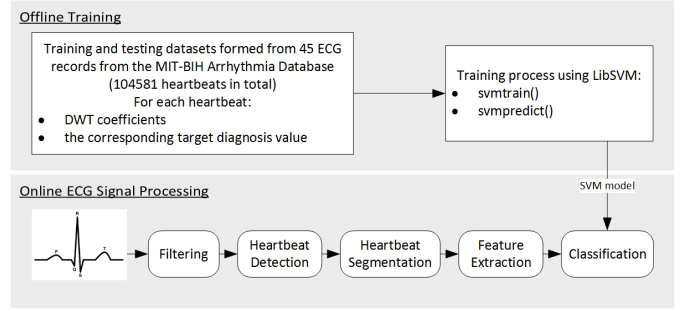 Offline Training
Training and testing datasets formed from 45 ECG
records from the MIT-BIH Arrhythmia Database
(104581 heartbeats in total)
For each heartbeat:
• DWT coefficients
• the corresponding target diagnosis value
Training process using LibSVM:
• svmtrain()
• svmpredict()
SVM model
Online ECG Signal Processing
R
P
T
Q
S
Filtering
Heartbeat
Detection
Heartbeat
Segmentation
Feature
Extraction
Classification